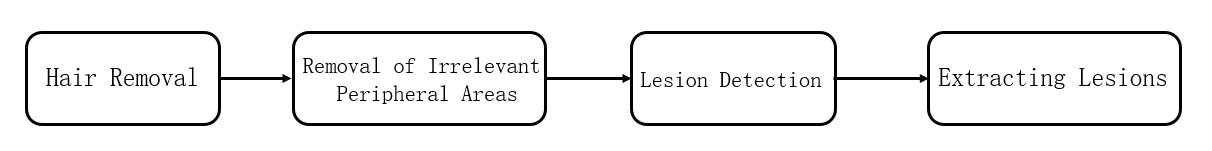 Hair Removal
Removal of Irrelevant
Peripheral Areas
Lesion Detection
Extracting Lesions